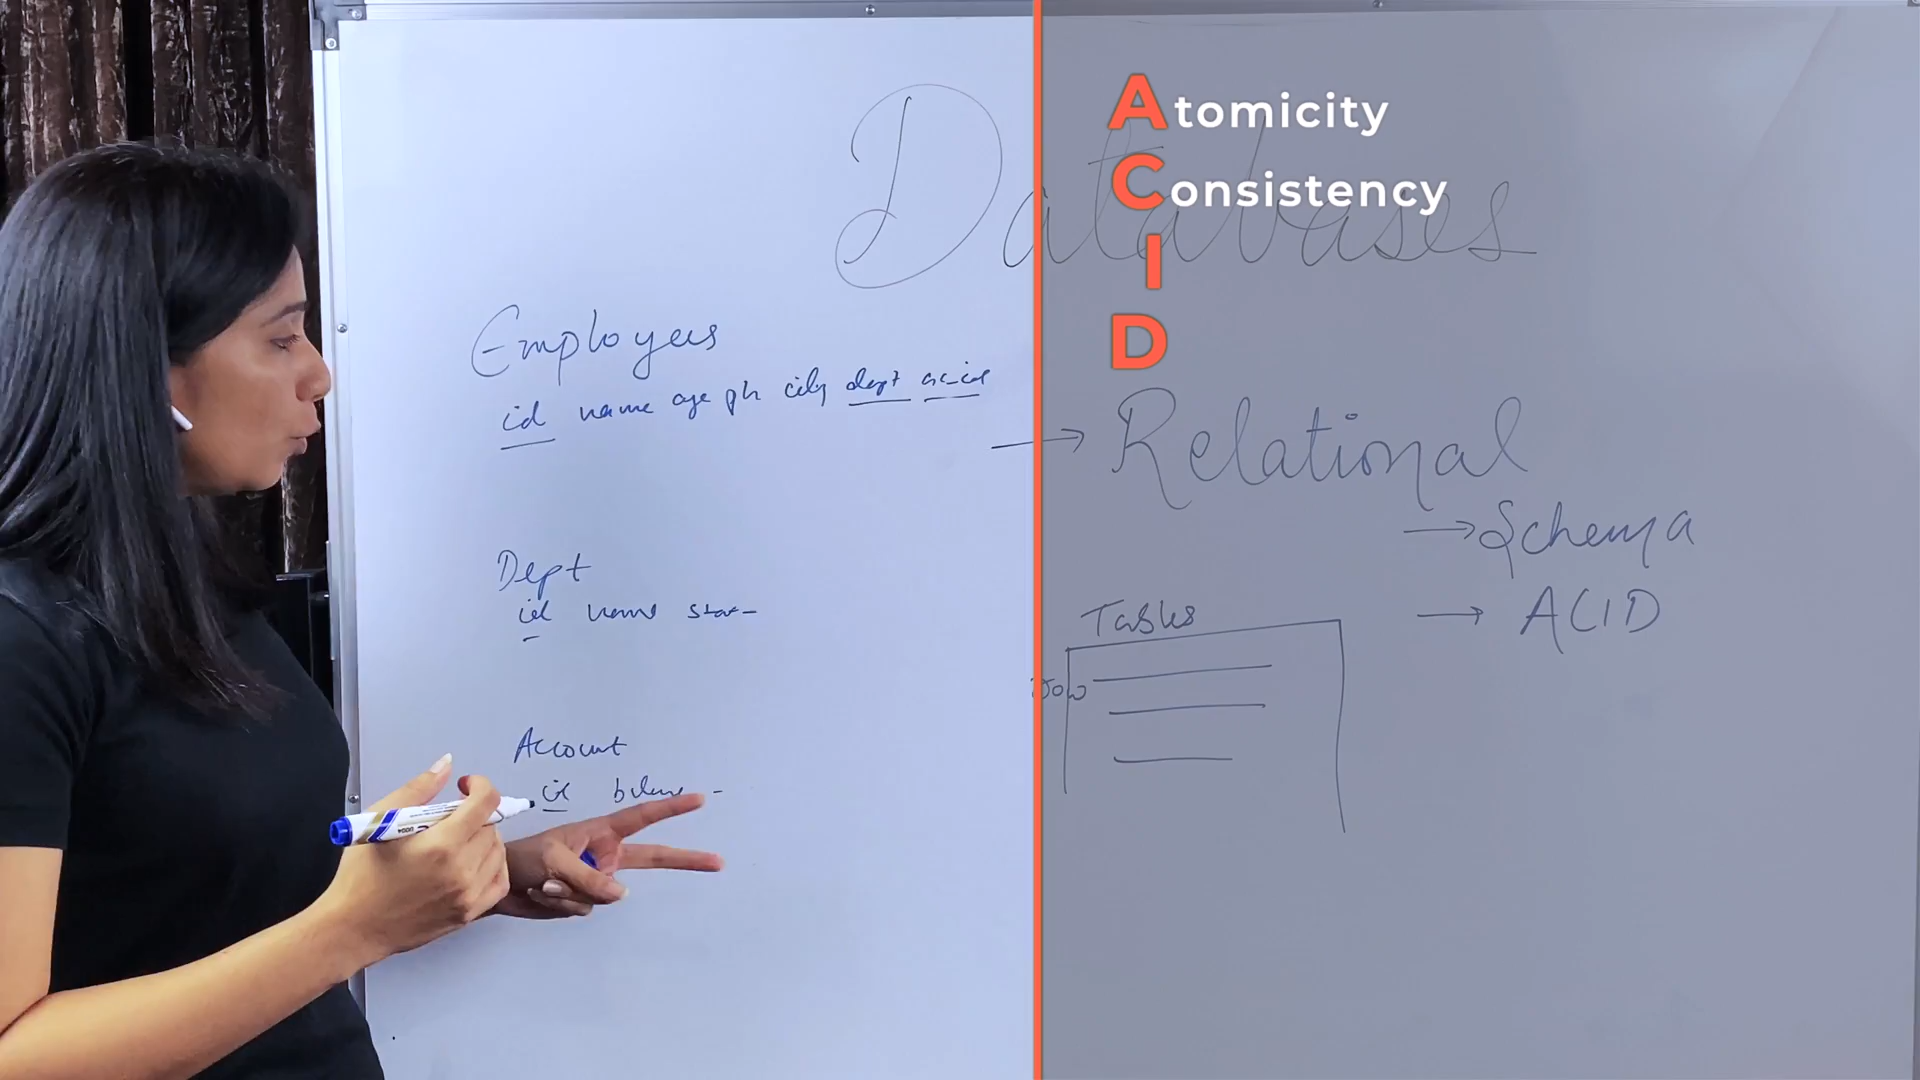 Databases
Employees
id name age ph city dept
Dept
id name
Account
id
Atomicity
Consistency
I
D
→ Relational
→ Schema
→ ACID
Tasks